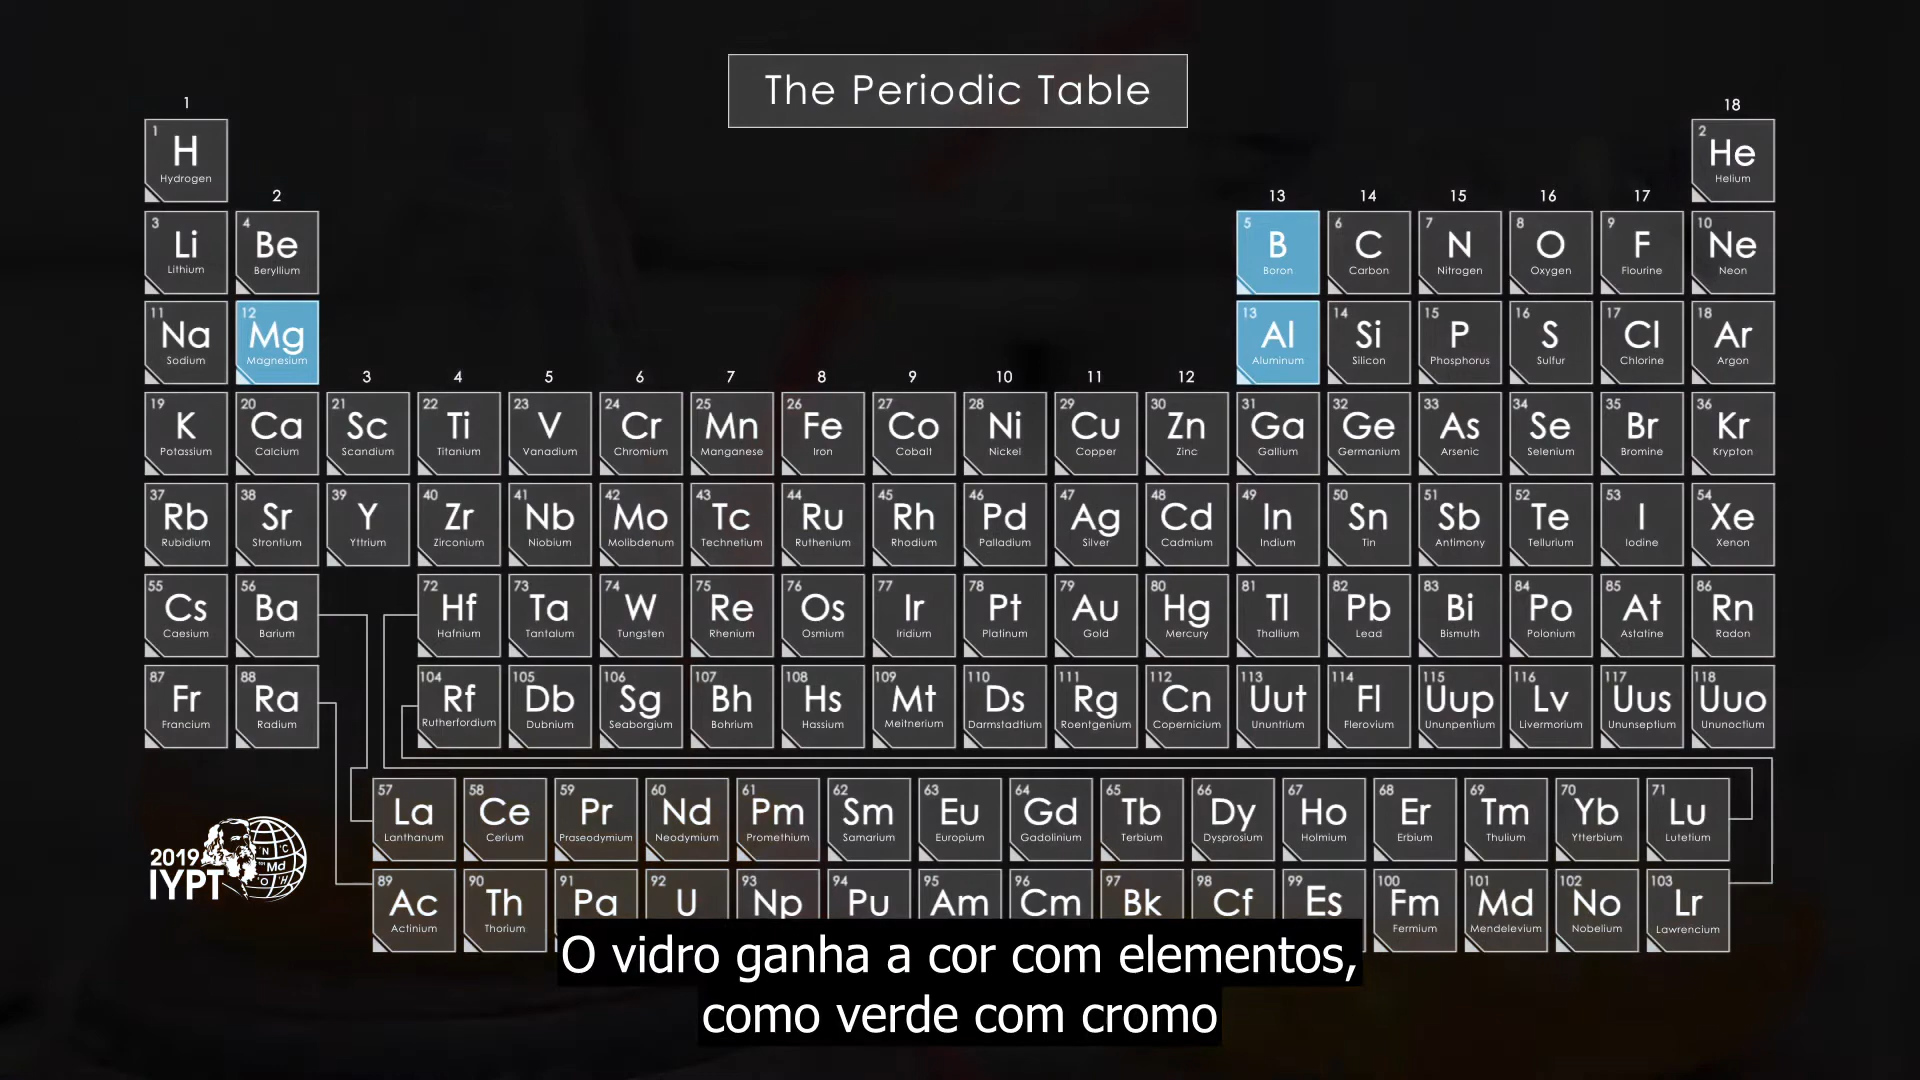 The Periodic Table
1 18
1 2
H He
Hydrogen Helium
2 13 14 15 16 17
3 4 5 6 7 8 9 10
Li Be B C N O F Ne
Lithium Beryllium Boron Carbon Nitrogen Oxygen Flourine Neon
11 12 13 14 15 16 17 18
Na Mg Al Si P S Cl Ar
Sodium Magnesium Aluminum Silicon Phosphorus Sulfur Chlorine Argon
3 4 5 6 7 8 9 10 11 12
19 20 21 22 23 24 25 26 27 28 29 30 31 32 33 34 35 36
K Ca Sc Ti V Cr Mn Fe Co Ni Cu Zn Ga Ge As Se Br Kr
Potassium Calcium Scandium Titanium Vanadium Chromium Manganese Iron Cobalt Nickel Copper Zinc Gallium Germanium Arsenic Selenium Bromine Krypton
37 38 39 40 41 42 43 44 45 46 47 48 49 50 51 52 53 54
Rb Sr Y Zr Nb Mo Tc Ru Rh Pd Ag Cd In Sn Sb Te I Xe
Rubidium Strontium Yttrium Zirconium Niobium Molibdenum Technetium Ruthenium Rhodium Palladium Silver Cadmium Indium Tin Antimony Tellurium Iodine Xenon
55 56 72 73 74 75 76 77 78 79 80 81 82 83 84 85 86
Cs Ba Hf Ta W Re Os Ir Pt Au Hg Tl Pb Bi Po At Rn
Caesium Barium Hafnium Tantalum Tungsten Rhenium Osmium Iridium Platinum Gold Mercury Thallium Lead Bismuth Polonium Astatine Radon
87 88 104 105 106 107 108 109 110 111 112 113 114 115 116 117 118
Fr Ra Rf Db Sg Bh Hs Mt Ds Rg Cn Uut Fl Uup Lv Uus Uuo
Francium Radium Rutherfordium Dubnium Seaborgium Bohrium Hassium Meitnerium Darmstadtium Roentgenium Copernicium Ununtrium Flerovium Ununpentium Livermorium Ununseptium Ununoctium
57 58 59 60 61 62 63 64 65 66 67 68 69 70 71
La Ce Pr Nd Pm Sm Eu Gd Tb Dy Ho Er Tm Yb Lu
Lanthanum Cerium Praseodymium Neodymium Promethium Samarium Europium Gadolinium Terbium Dysprosium Holmium Erbium Thulium Ytterbium Lutetium
89 90 91 92 93 94 95 96 97 98 99 100 101 102 103
Ac Th Pa U Np Pu Am Cm Bk Cf Es Fm Md No Lr
Actinium Thorium Fermium Mendelevium Nobelium Lawrencium
2019
IYPT
N C
Md
O H
O vidro ganha a cor com elementos,
como verde com cromo